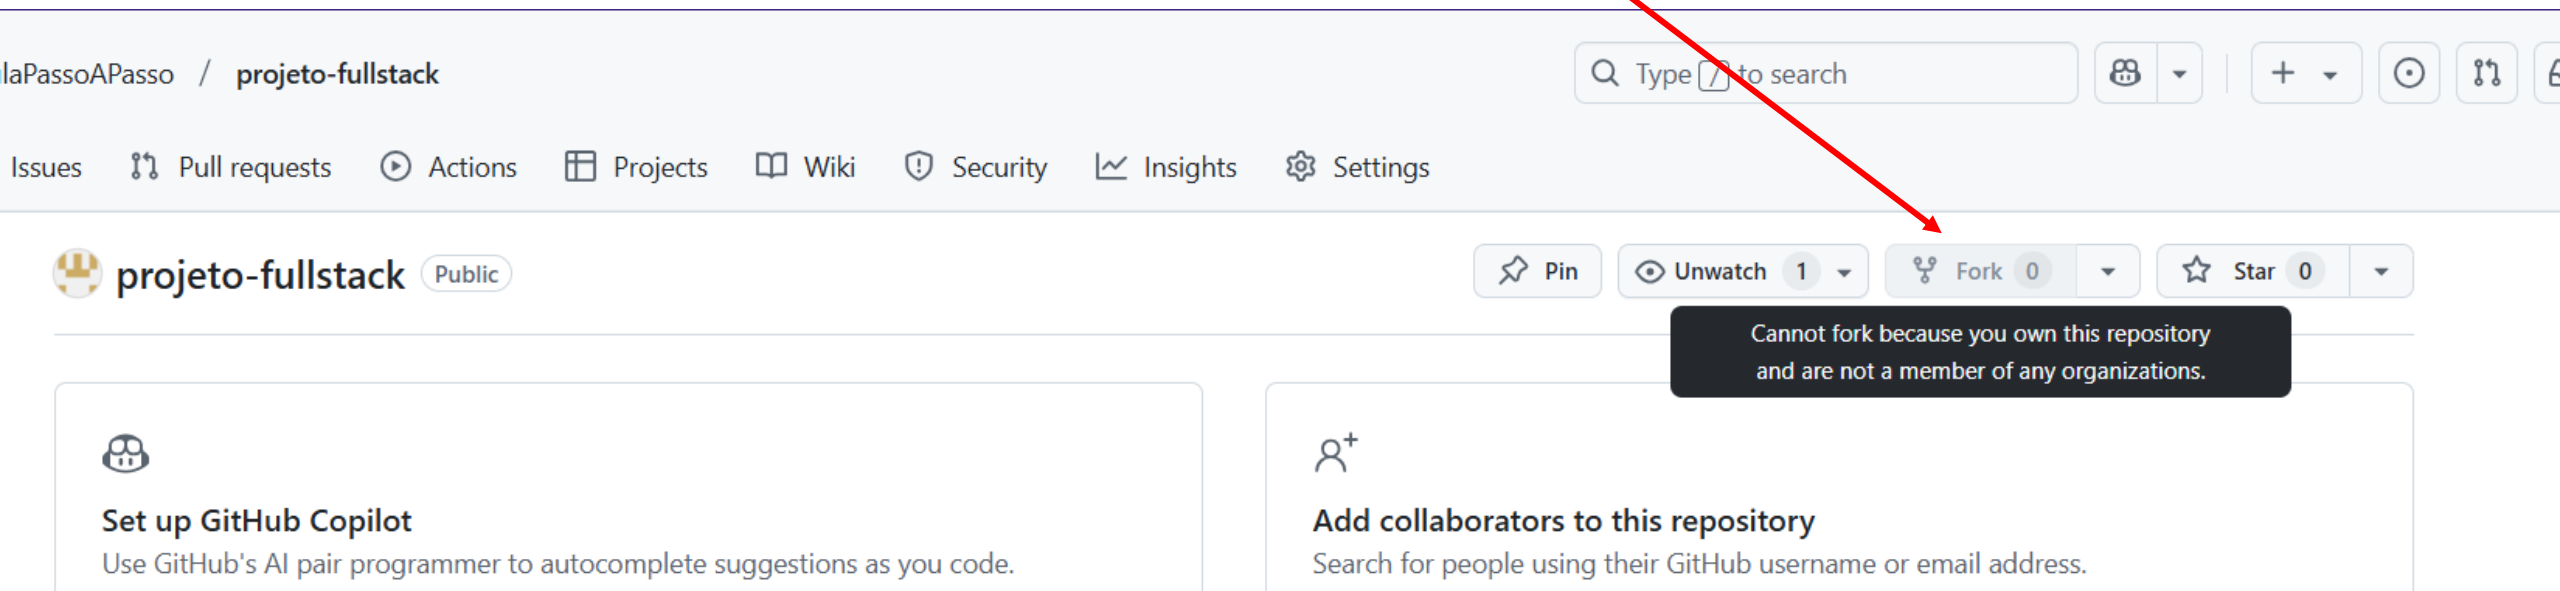 laPassoAPasso / projeto-fullstack
Type / to search
Issues Pull requests Actions Projects Wiki Security Insights Settings
projeto-fullstack Public
Pin Unwatch 1 Fork 0 Star 0
Cannot fork because you own this repository
and are not a member of any organizations.
Set up GitHub Copilot
Use GitHub's AI pair programmer to autocomplete suggestions as you code.
Add collaborators to this repository
Search for people using their GitHub username or email address.